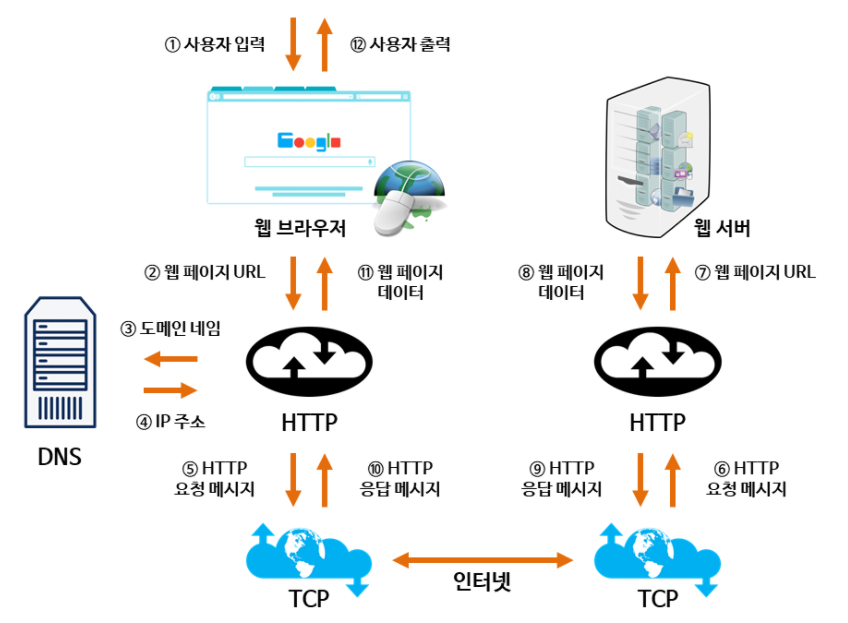 ① 사용자 입력
⑫ 사용자 출력
Google
웹 브라우저
웹 서버
② 웹 페이지 URL
⑪ 웹 페이지
데이터
⑧ 웹 페이지
데이터
⑦ 웹 페이지 URL
③ 도메인 네임
④ IP 주소
DNS
HTTP
HTTP
⑤ HTTP
요청 메시지
⑩ HTTP
응답 메시지
⑨ HTTP
응답 메시지
⑥ HTTP
요청 메시지
TCP
인터넷
TCP